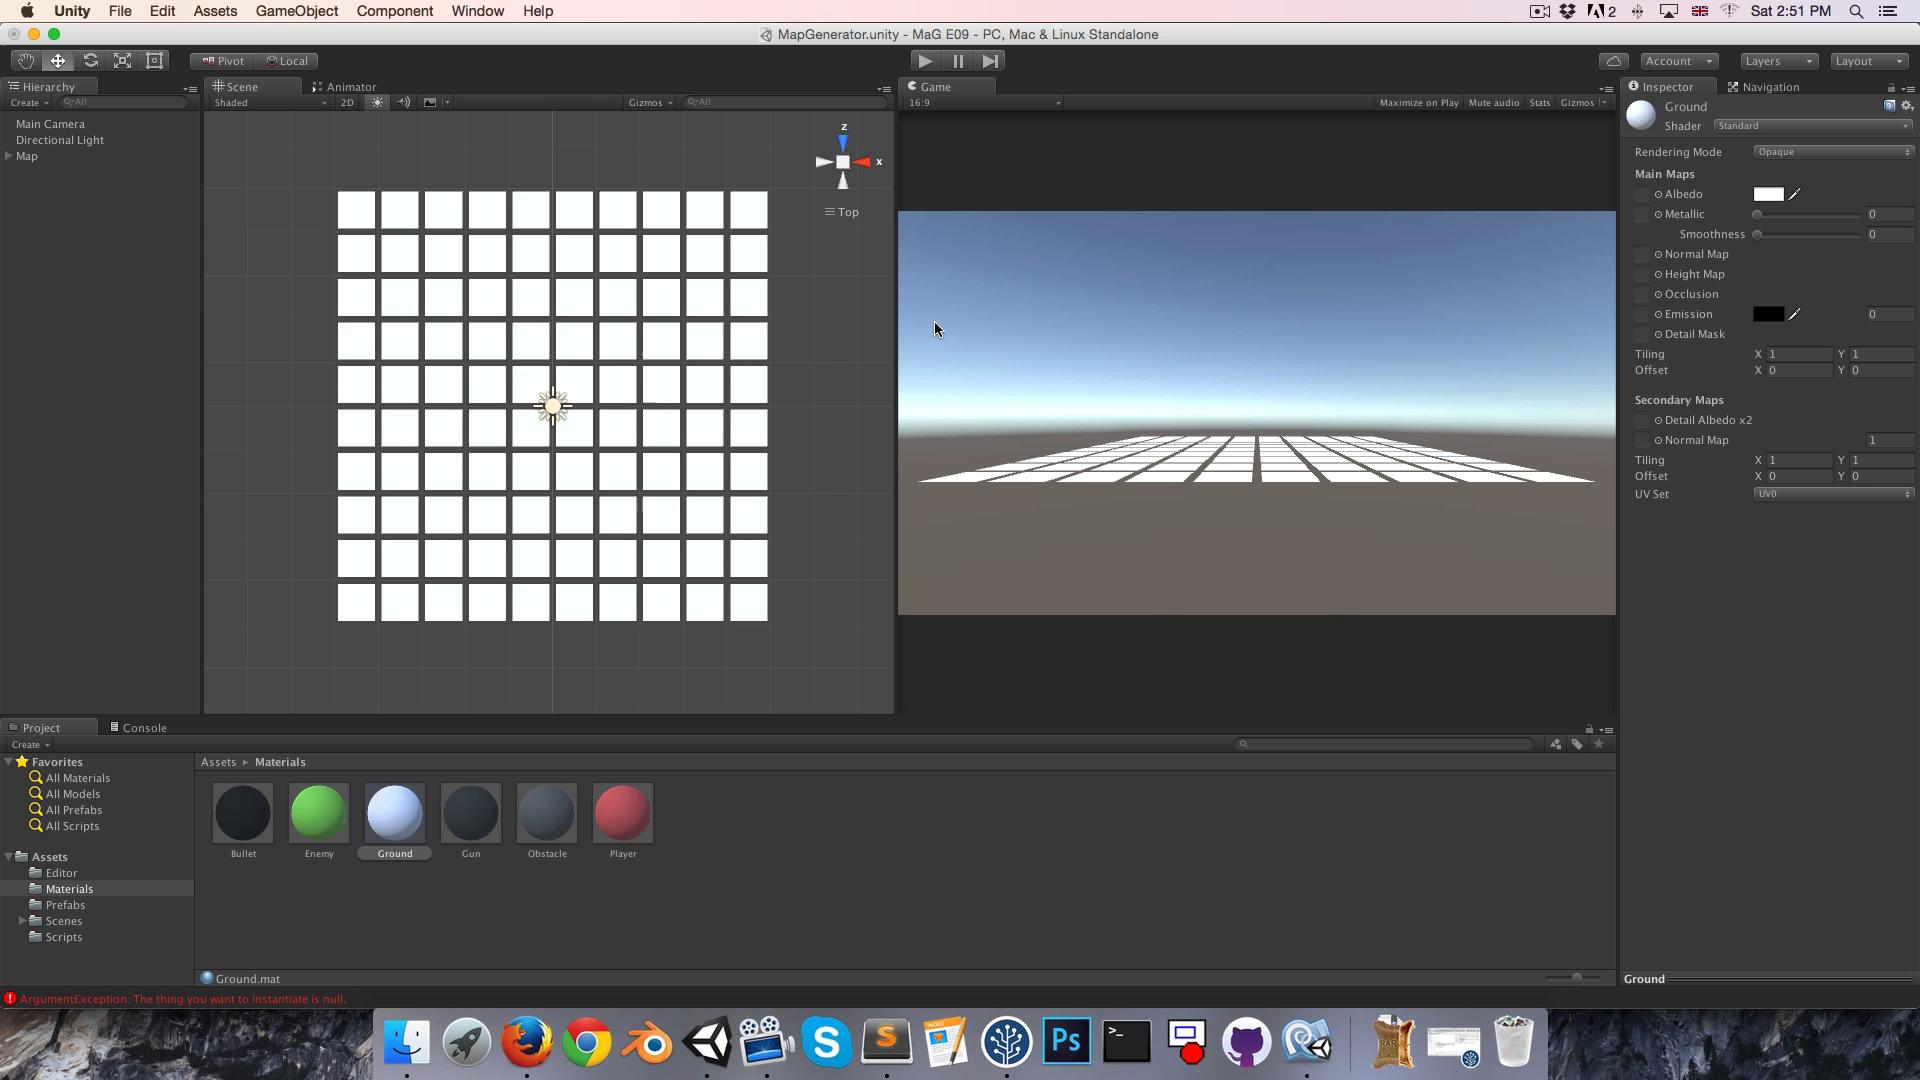 Unity File Edit Assets GameObject Component Window Help
2 Sat 2:51 PM
MapGenerator.unity - MaG E09 - PC, Mac & Linux Standalone
Pivot Local
Account Layers Layout
Hierarchy
Create All
Main Camera
Directional Light
Map
Scene Animator
Shaded 2D Gizmos All
z
x
Top
Game
16:9 Maximize on Play Mute audio Stats Gizmos
Inspector Navigation
Ground
Shader Standard
Rendering Mode Opaque
Main Maps
Albedo
Metallic 0
Smoothness 0
Normal Map
Height Map
Occlusion
Emission 0
Detail Mask
Tiling X 1 Y 1
Offset X 0 Y 0
Secondary Maps
Detail Albedo x2
Normal Map 1
Tiling X 1 Y 1
Offset X 0 Y 0
UV Set UV0
Project Console
Create
Favorites
All Materials
All Models
All Prefabs
All Scripts
Assets
Editor
Materials
Prefabs
Scenes
Scripts
Assets Materials
Bullet Enemy Ground Gun Obstacle Player
Ground.mat
Ground
ArgumentException: The thing you want to instantiate is null.
S
S
PAGES
Ps
>_
RAR